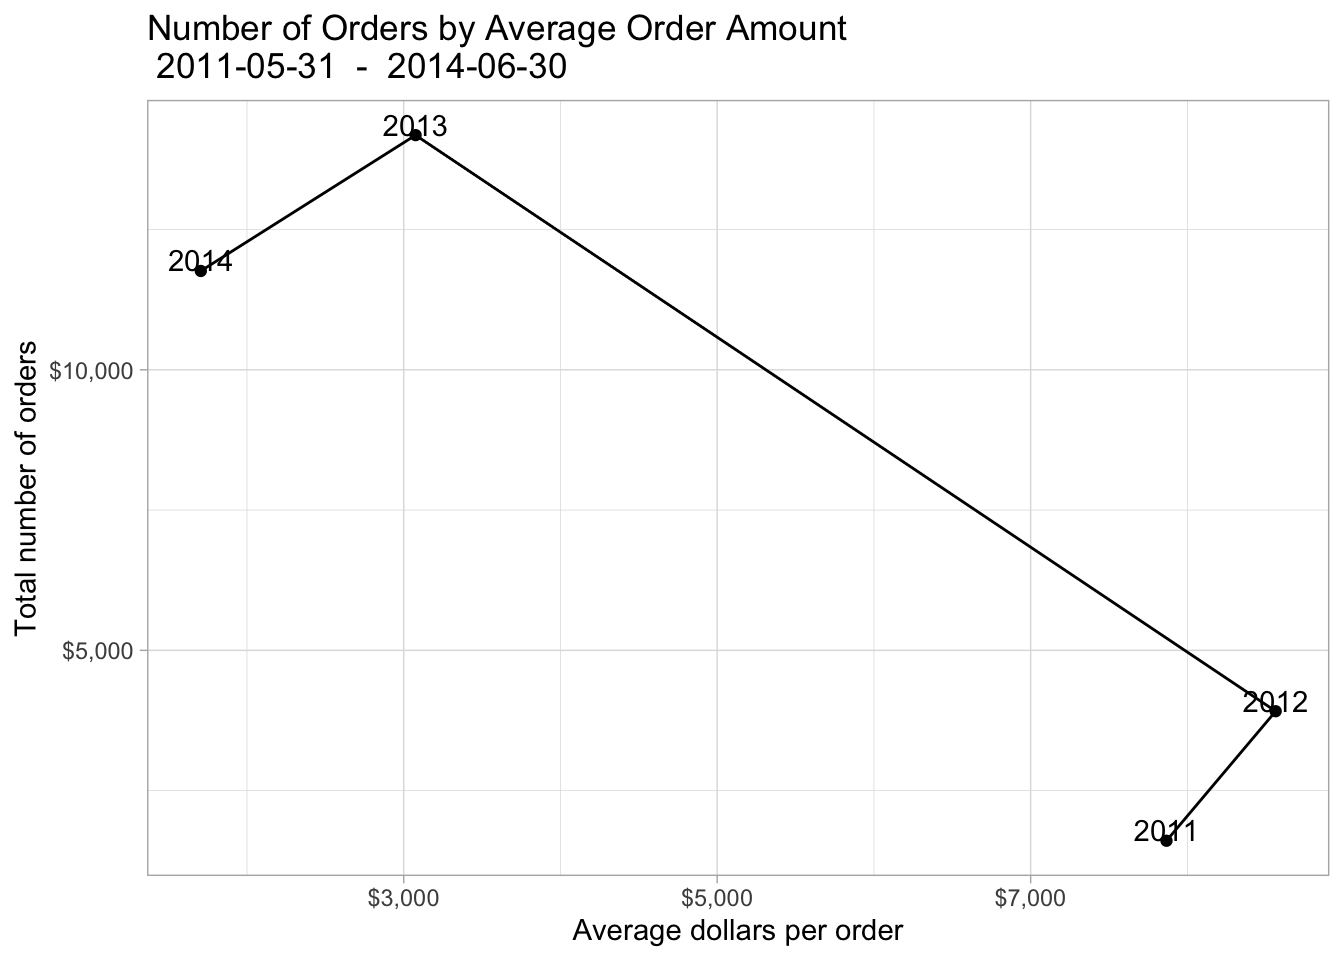 Number of Orders by Average Order Amount
2011-05-31 - 2014-06-30
2013
2014
$10,000
Total number of orders
$5,000
2012
2011
$3,000 $5,000 $7,000
Average dollars per order